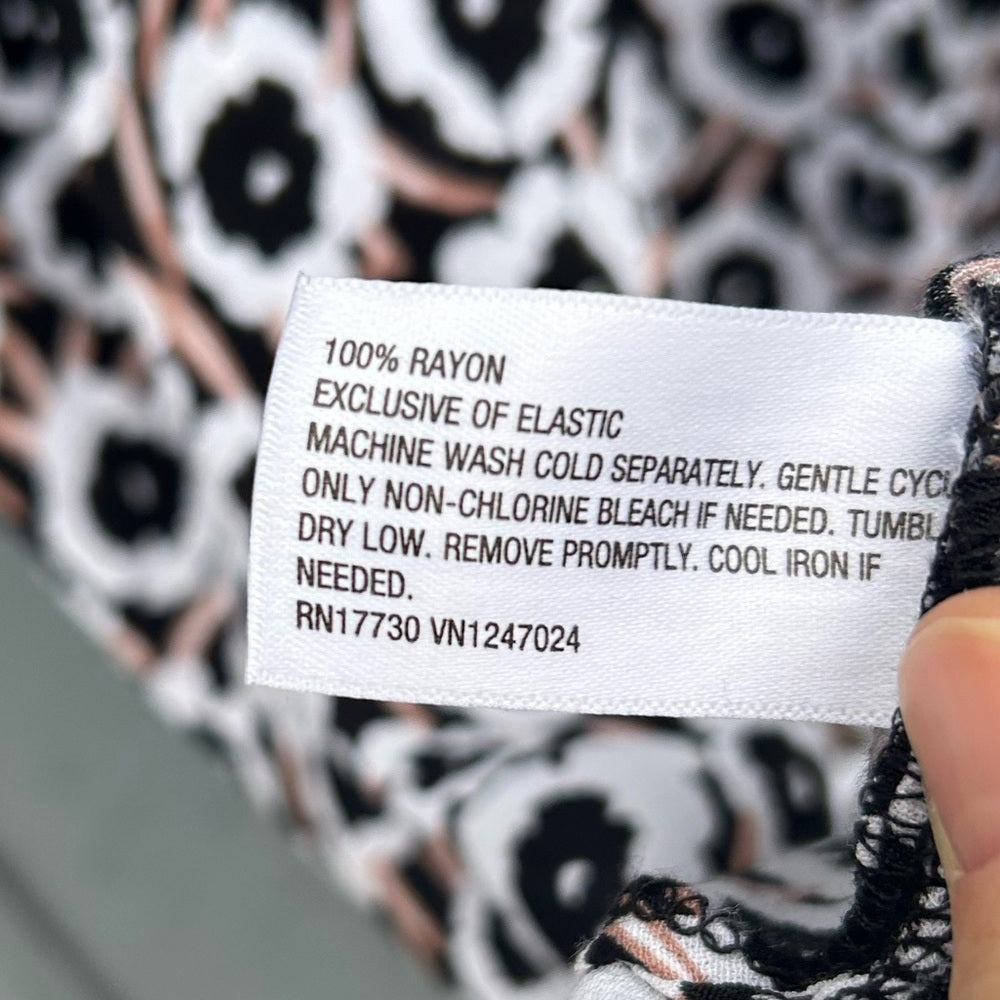 100% RAYON
EXCLUSIVE OF ELASTIC
MACHINE WASH COLD SEPARATELY. GENTLE CYCL
ONLY NON-CHLORINE BLEACH IF NEEDED. TUMBL
DRY LOW. REMOVE PROMPTLY. COOL IRON IF
NEEDED.
RN17730 VN1247024